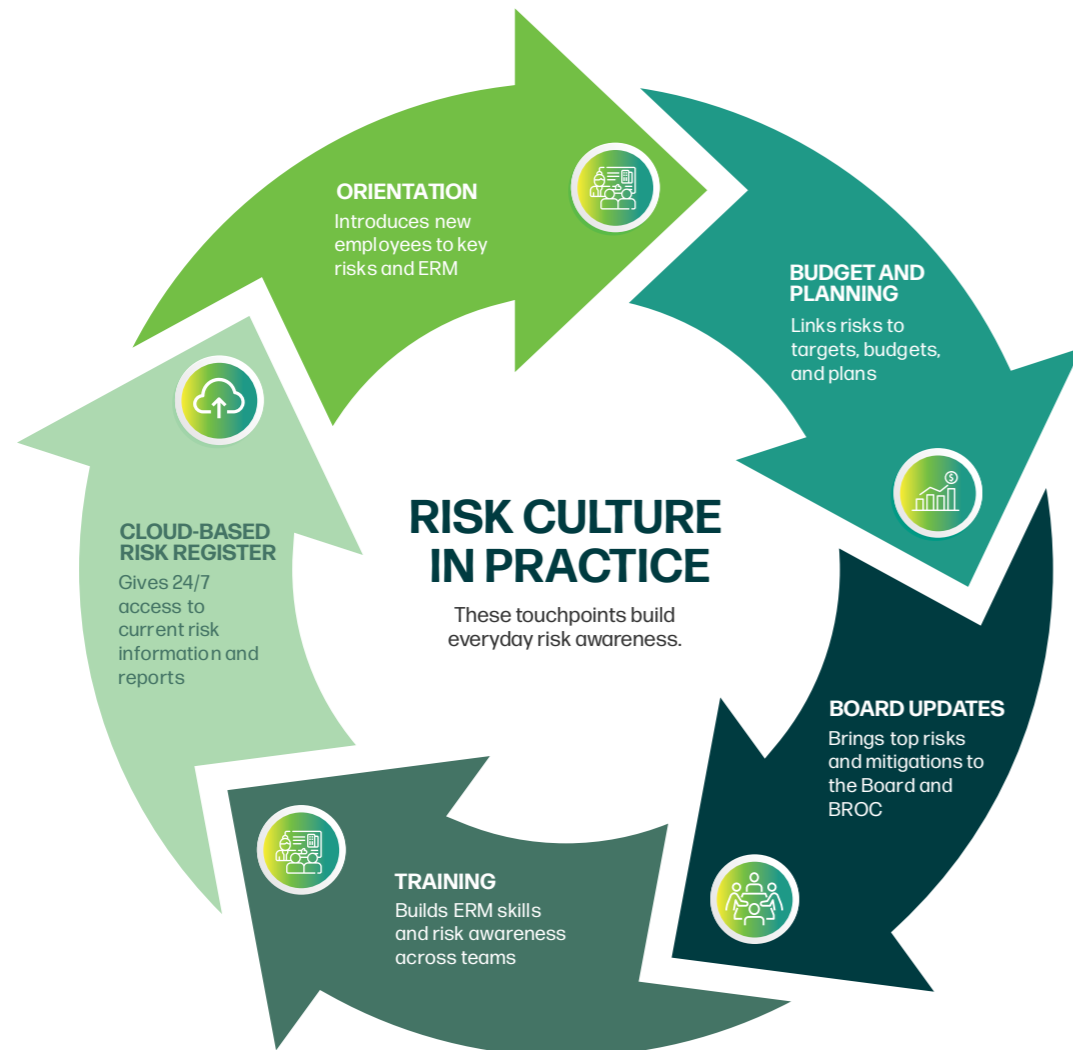 ORIENTATION
Introduces new
employees to key
risks and ERM
BUDGET AND
PLANNING
Links risks to
targets, budgets,
and plans
RISK CULTURE
IN PRACTICE
These touchpoints build
everyday risk awareness.
BOARD UPDATES
Brings top risks
and mitigations to
the Board and
BROC
TRAINING
Builds ERM skills
and risk awareness
across teams
CLOUD-BASED
RISK REGISTER
Gives 24/7
access to
current risk
information and
reports
$